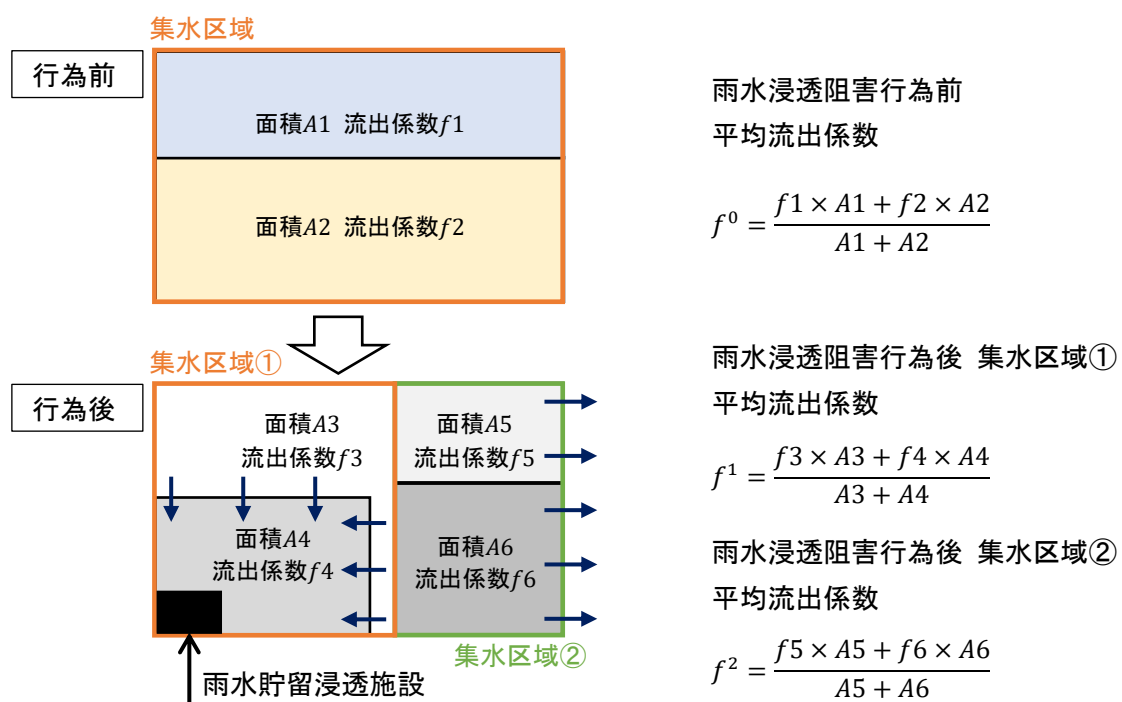 集水区域
行為前
面積A1 流出係数f1
面積A2 流出係数f2
雨水浸透阻害行為前
平均流出係数
f⁰ = (f1 × A1 + f2 × A2) / (A1 + A2)
集水区域①
行為後
面積A3
流出係数f3
面積A4
流出係数f4
面積A5
流出係数f5
面積A6
流出係数f6
集水区域②
雨水貯留浸透施設
雨水浸透阻害行為後 集水区域①
平均流出係数
f¹ = (f3 × A3 + f4 × A4) / (A3 + A4)
雨水浸透阻害行為後 集水区域②
平均流出係数
f² = (f5 × A5 + f6 × A6) / (A5 + A6)